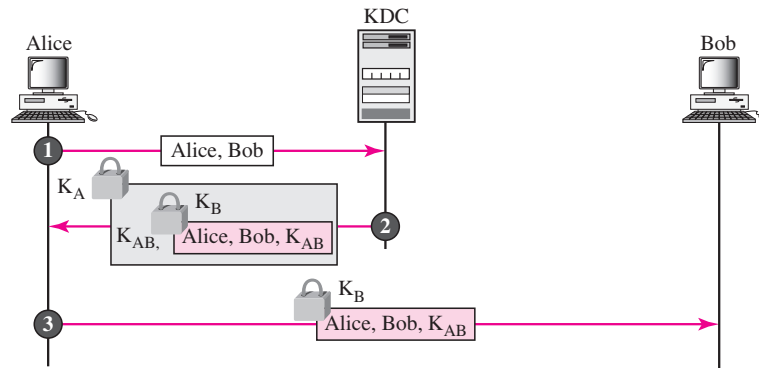 KDC
Alice
Bob
1
Alice, Bob
K_A
K_B
2
K_AB,
Alice, Bob, K_AB
K_B
3
Alice, Bob, K_AB